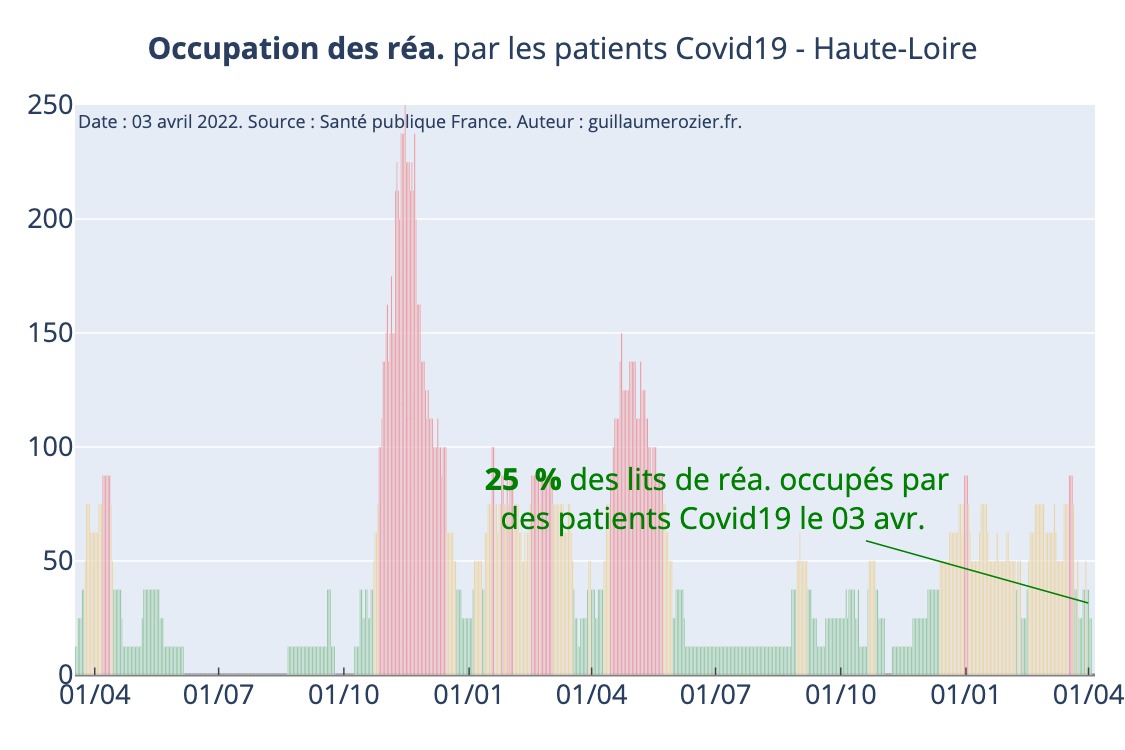 Occupation des réa. par les patients Covid19 - Haute-Loire
250
Date : 03 avril 2022. Source : Santé publique France. Auteur : guillaumerozier.fr.
200
150
100
25 % des lits de réa. occupés par
des patients Covid19 le 03 avr.
50
0
01/04 01/07 01/10 01/01 01/04 01/07 01/10 01/01 01/04